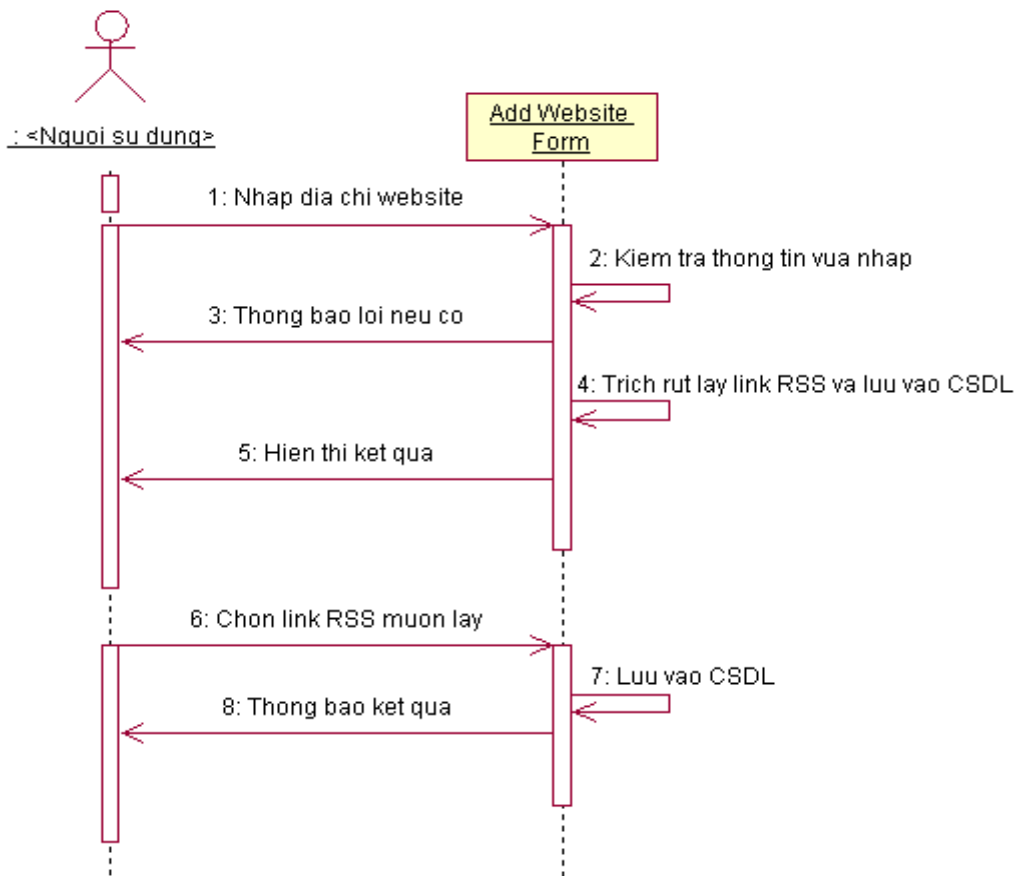 : <Nguoi su dung>
Add Website
Form
1: Nhap dia chi website
2: Kiem tra thong tin vua nhap
3: Thong bao loi neu co
4: Trich rut lay link RSS va luu vao CSDL
5: Hien thi ket qua
6: Chon link RSS muon lay
7: Luu vao CSDL
8: Thong bao ket qua